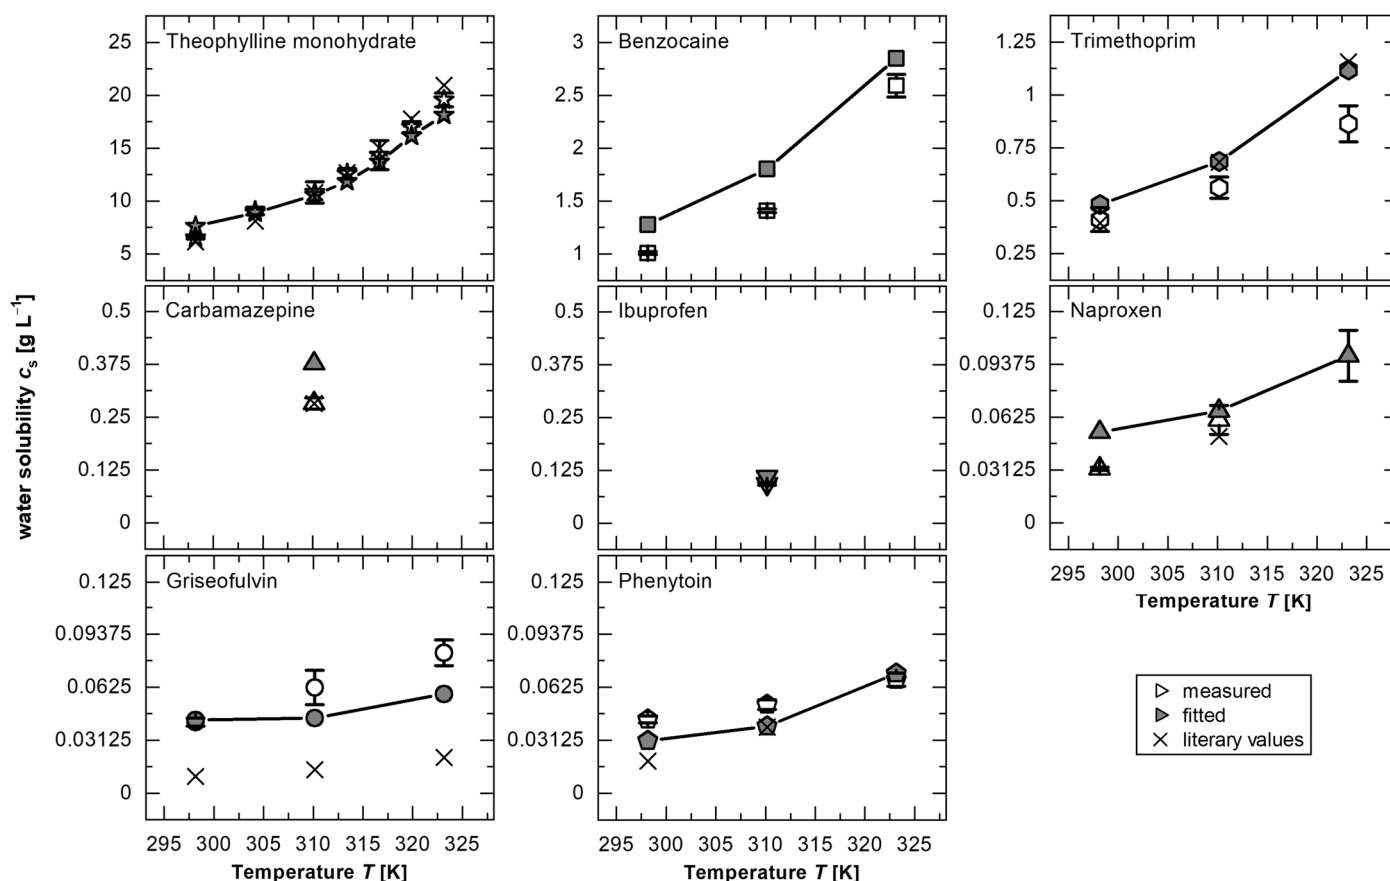 water solubility cs [g L−1]
Theophylline monohydrate
25
20
15
10
5
Benzocaine
3
2.5
2
1.5
1
Trimethoprim
1.25
1
0.75
0.5
0.25
Carbamazepine
0.5
0.375
0.25
0.125
0
Ibuprofen
0.5
0.375
0.25
0.125
0
Naproxen
0.125
0.09375
0.0625
0.03125
0
295 300 305 310 315 320 325
Temperature T [K]
Griseofulvin
0.125
0.09375
0.0625
0.03125
0
295 300 305 310 315 320 325
Temperature T [K]
Phenytoin
0.125
0.09375
0.0625
0.03125
0
295 300 305 310 315 320 325
Temperature T [K]
measured
fitted
literary values